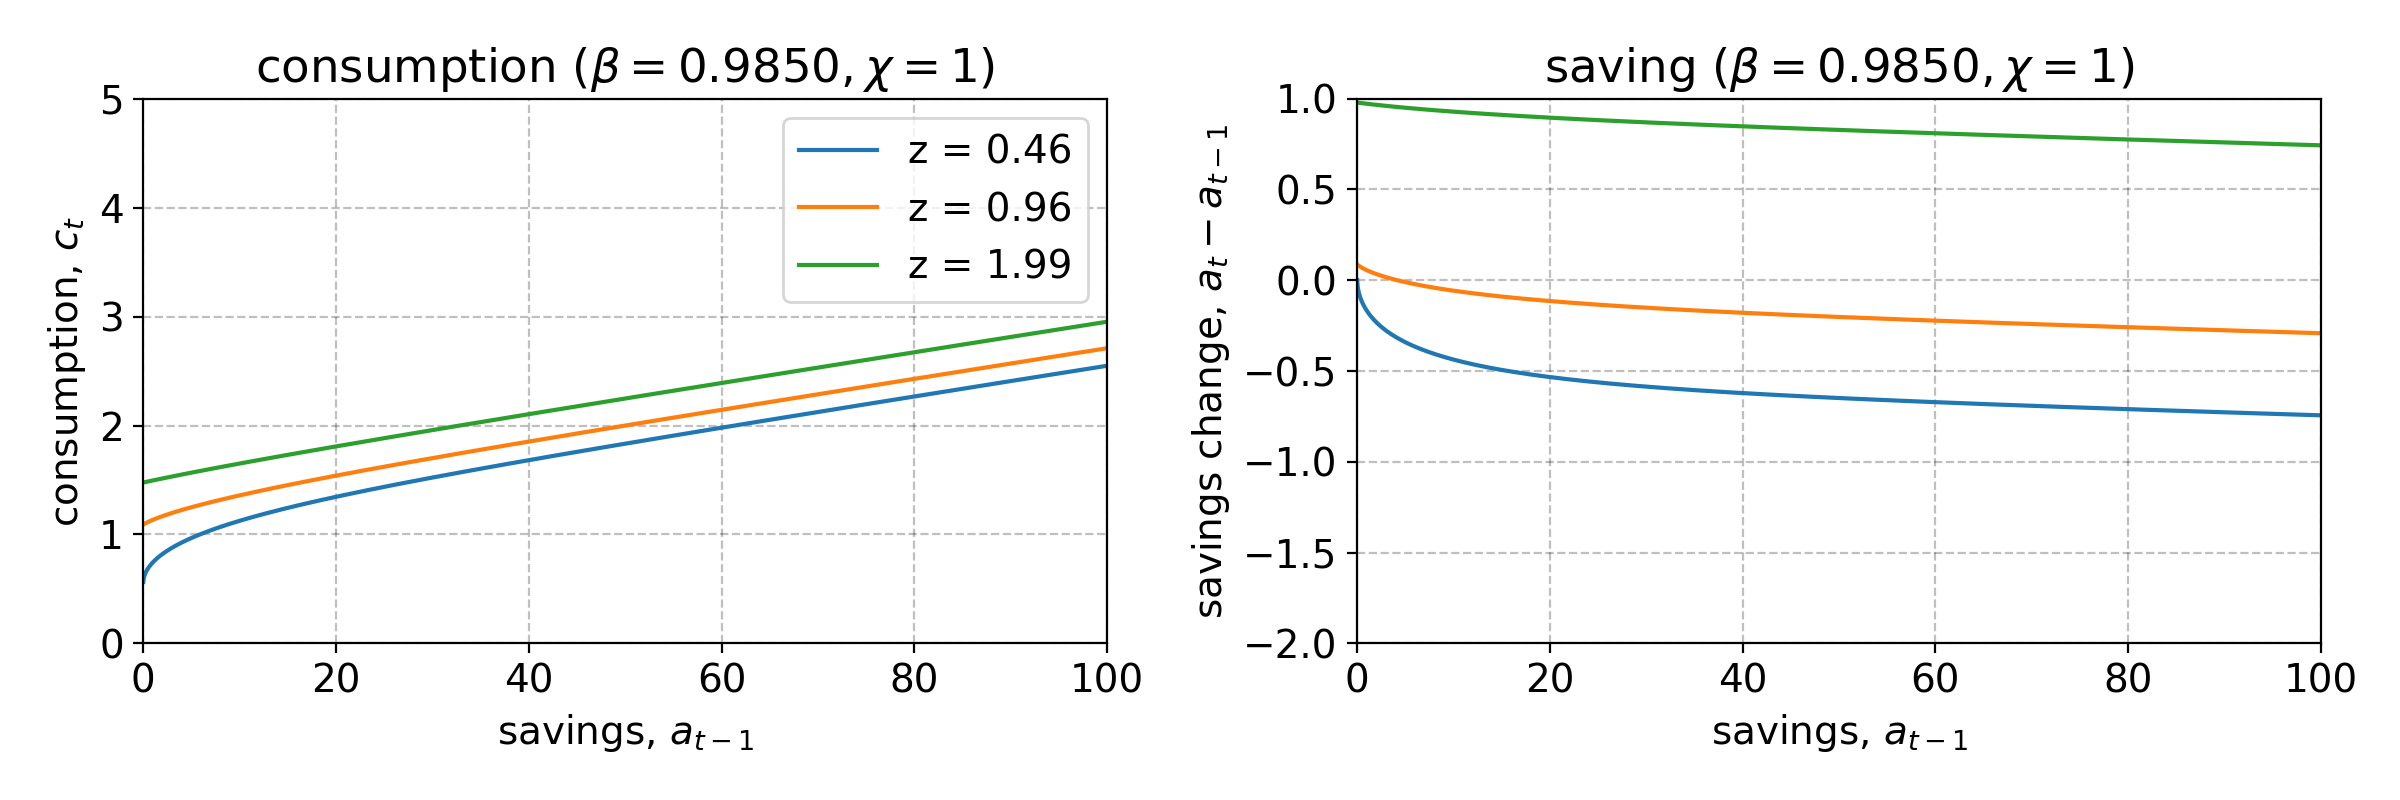 consumption (β = 0.9850, χ = 1)
5
4
3
2
1
0
consumption, c_t
z = 0.46
z = 0.96
z = 1.99
0 20 40 60 80 100
savings, a_{t−1}
saving (β = 0.9850, χ = 1)
1.0
0.5
0.0
−0.5
−1.0
−1.5
−2.0
savings change, a_t − a_{t−1}
0 20 40 60 80 100
savings, a_{t−1}